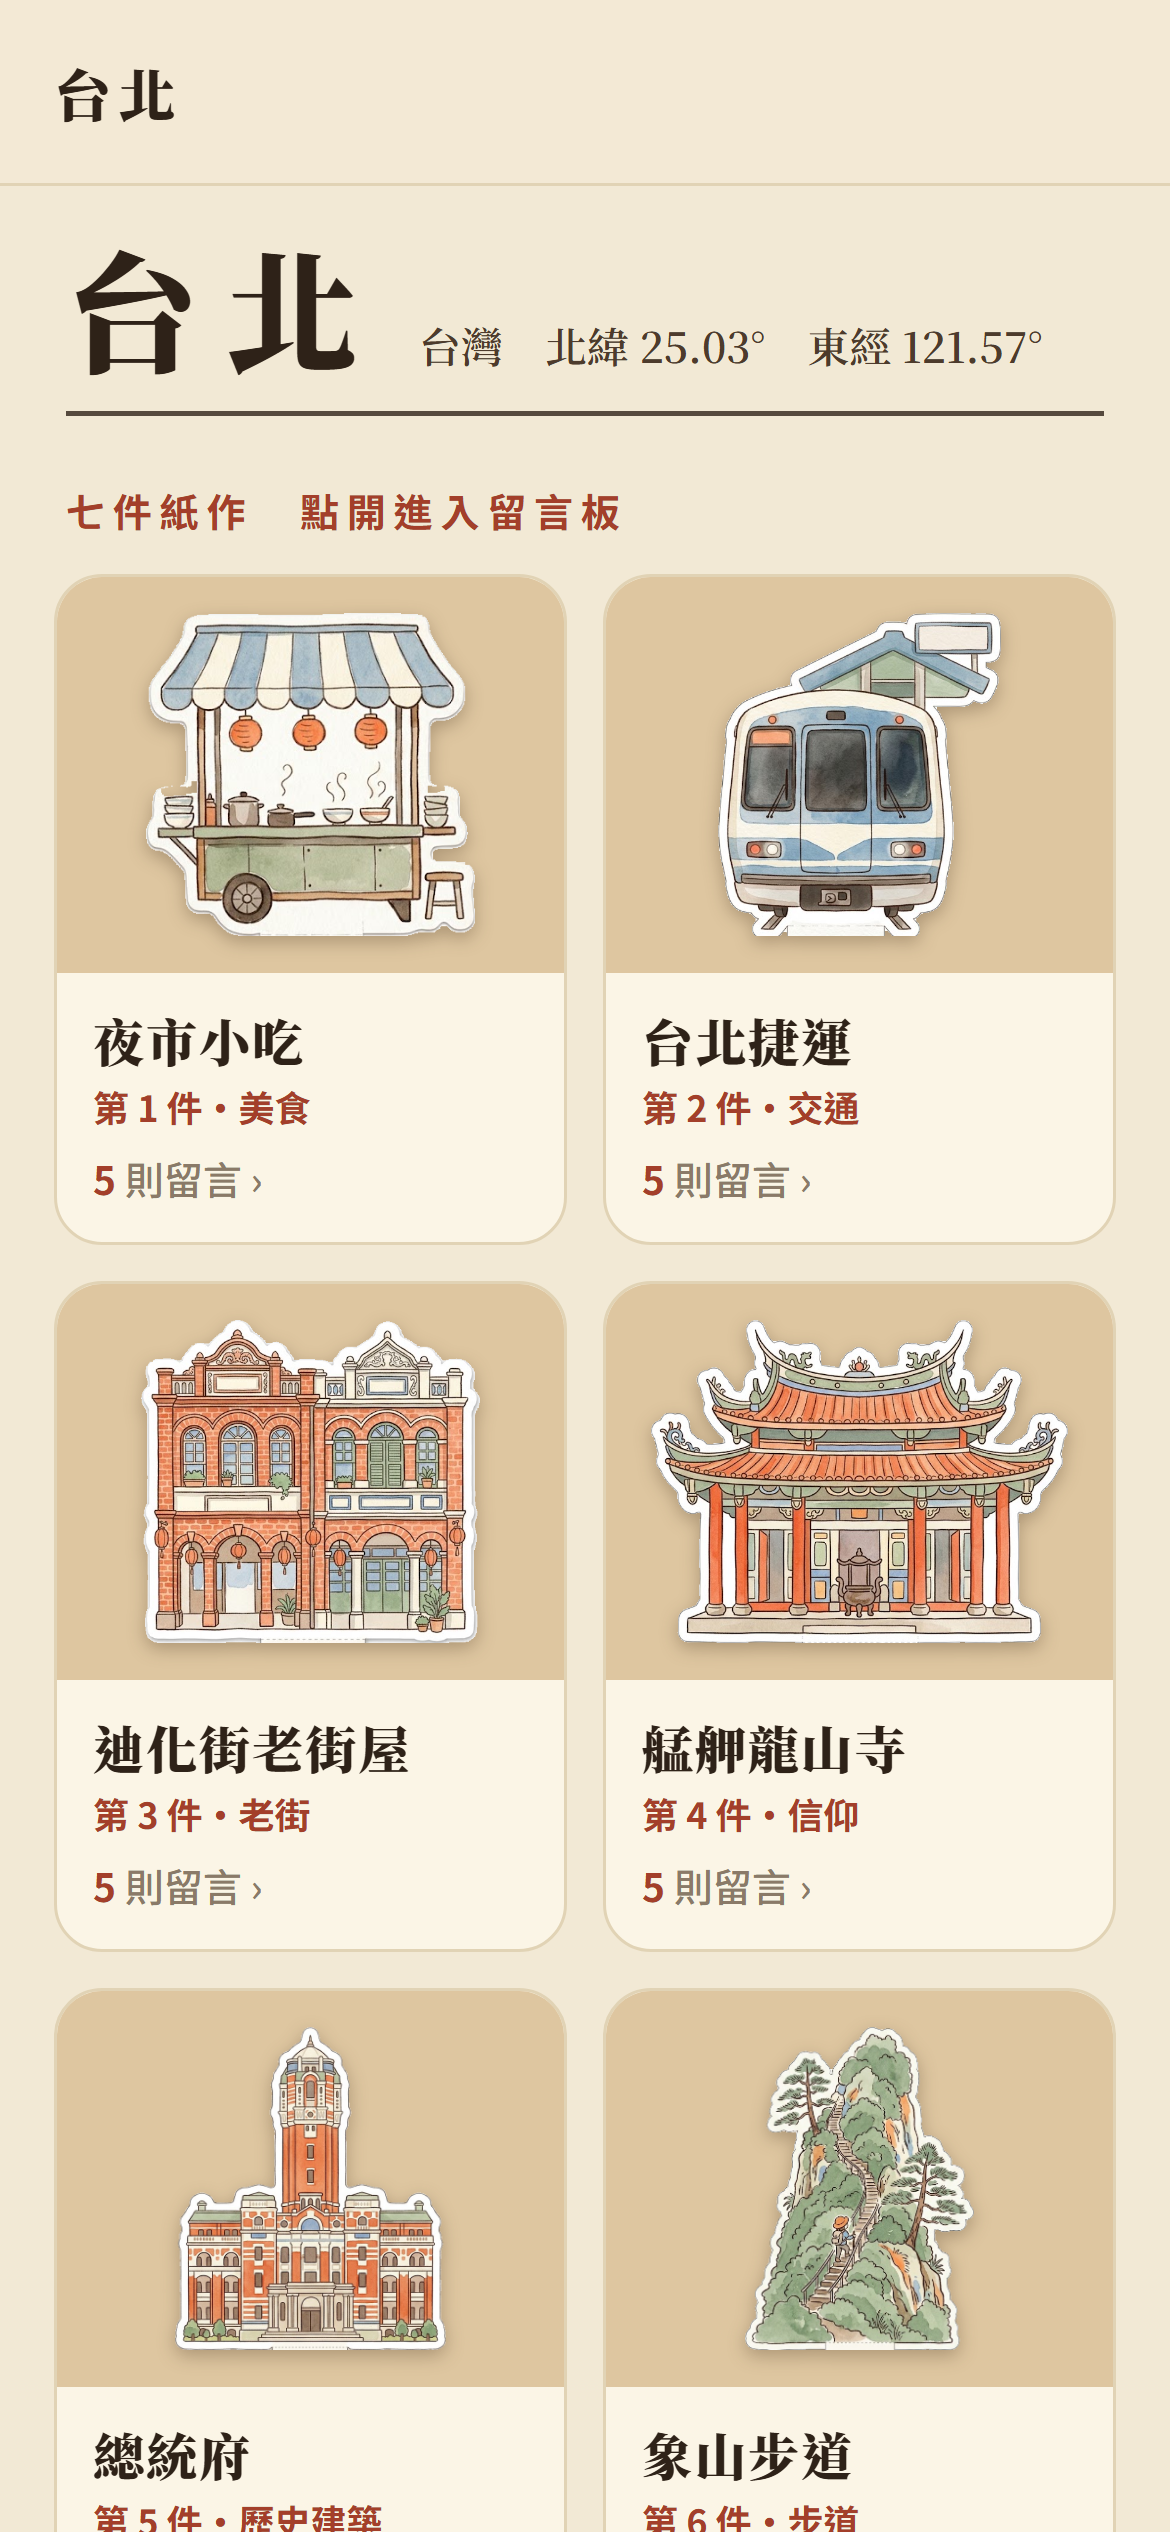 台北
台北 台灣 北緯 25.03° 東經 121.57°
七件紙作 點開進入留言板
夜市小吃
第 1 件・美食
5 則留言 ›
台北捷運
第 2 件・交通
5 則留言 ›
迪化街老街屋
第 3 件・老街
5 則留言 ›
艋舺龍山寺
第 4 件・信仰
5 則留言 ›
總統府
第 5 件・歷史建築
象山步道
第 6 件・步道